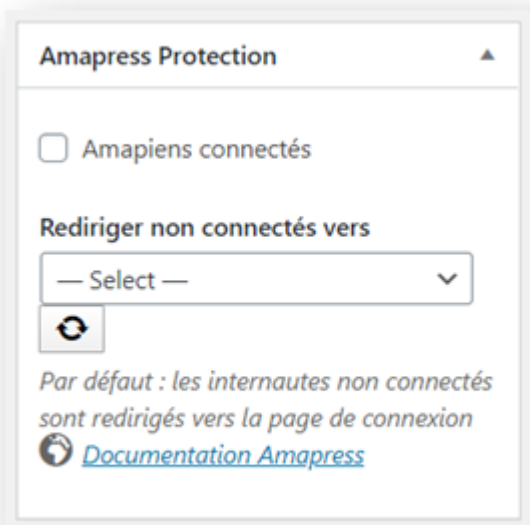 Amapress Protection
Amapiens connectés
Rediriger non connectés vers
— Select —
Par défaut : les internautes non connectés
sont redirigés vers la page de connexion
Documentation Amapress